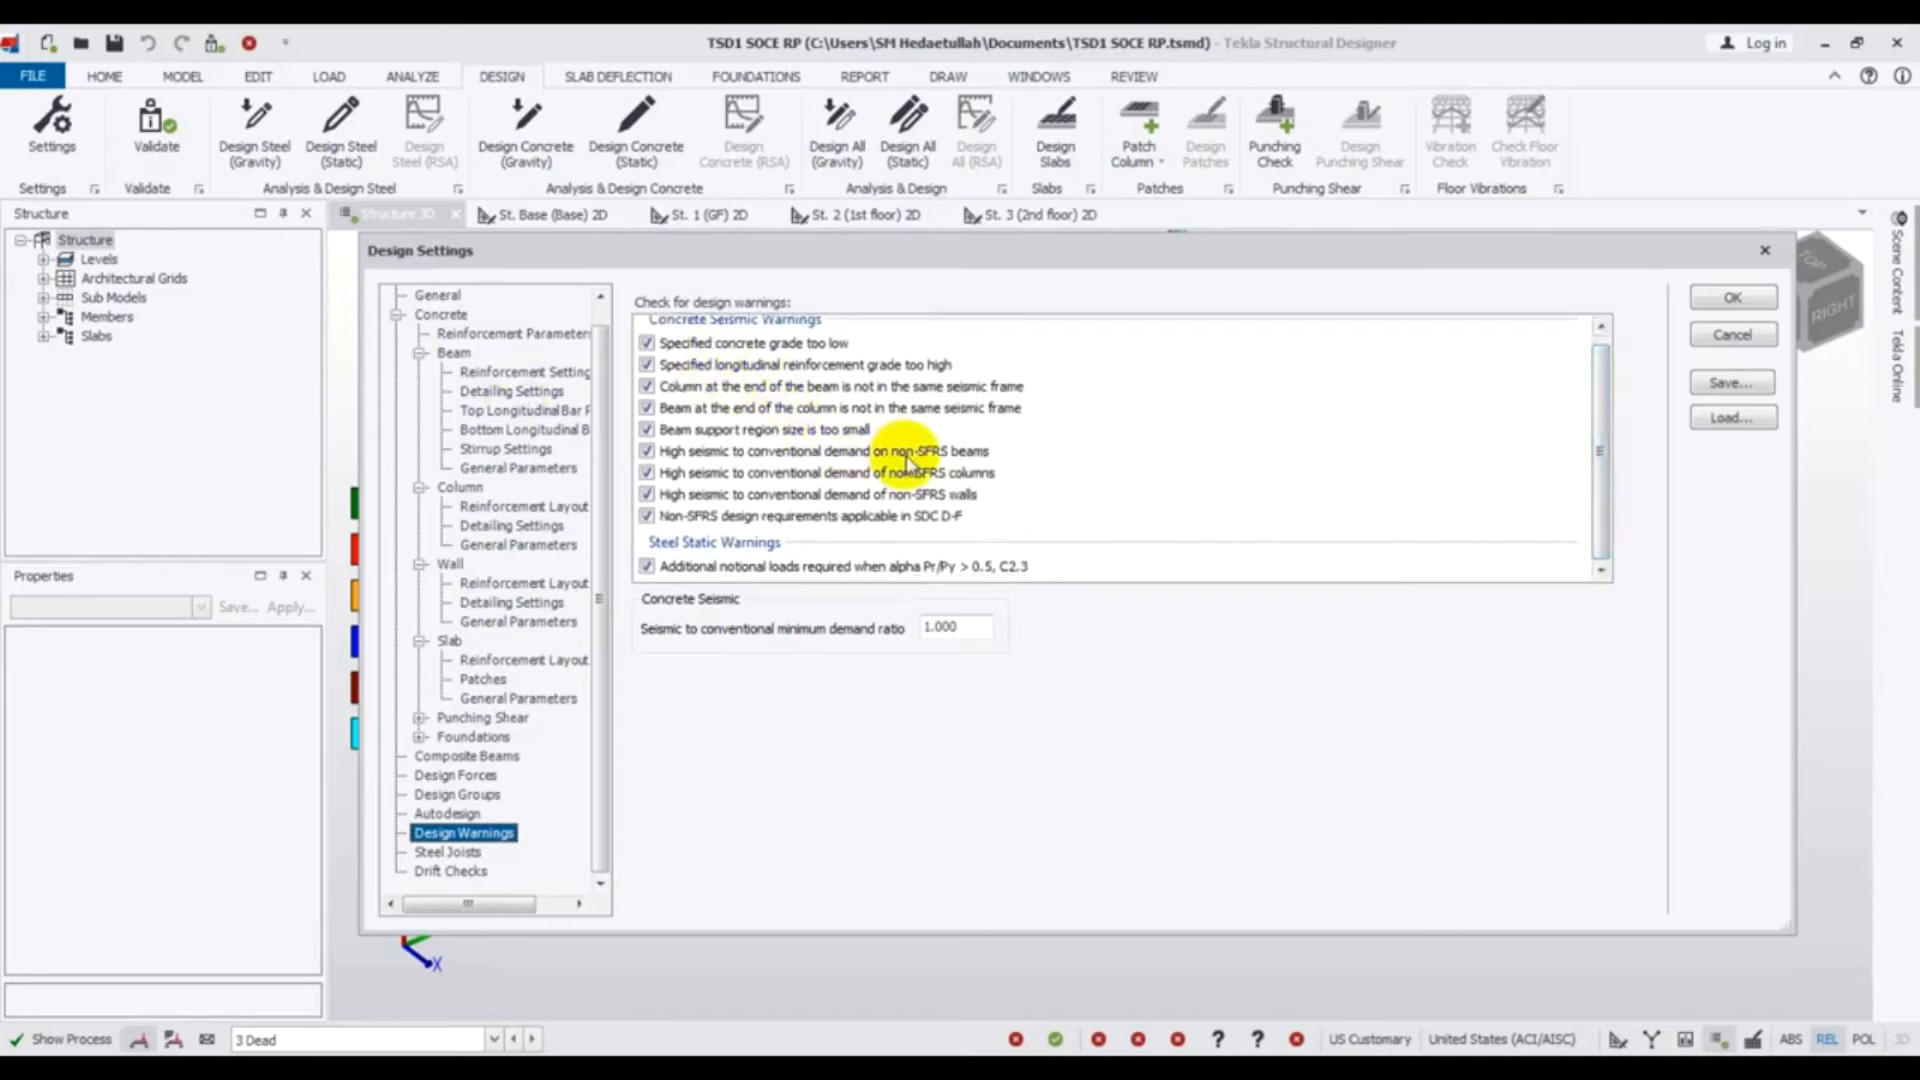 TSD1 SOCE RP (C:\Users\SM Hedaetullah\Documents\TSD1 SOCE RP.tsmd) - Tekla Structural Designer
Log in
FILE HOME MODEL EDIT LOAD ANALYZE DESIGN SLAB DEFLECTION FOUNDATIONS REPORT DRAW WINDOWS REVIEW
Settings
Validate
Design Steel (Gravity)
Design Steel (Static)
Design Steel (RSA)
Design Concrete (Gravity)
Design Concrete (Static)
Design Concrete (RSA)
Design All (Gravity)
Design All (Static)
Design All (RSA)
Design Slabs
Patch Column
Design Patches
Punching Check
Design Punching Shear
Vibration Check
Check Floor Vibration
Settings Validate Analysis & Design Steel Analysis & Design Concrete Analysis & Design Slabs Patches Punching Shear Floor Vibrations
Structure
Structure 3D St. Base (Base) 2D St. 1 (GF) 2D St. 2 (1st floor) 2D St. 3 (2nd floor) 2D
Structure
Levels
Architectural Grids
Sub Models
Members
Slabs
Properties
Save... Apply...
Design Settings
General
Concrete
Reinforcement Parameters
Beam
Reinforcement Setting
Detailing Settings
Top Longitudinal Bar P
Bottom Longitudinal B
Stirrup Settings
General Parameters
Column
Reinforcement Layout
Detailing Settings
General Parameters
Wall
Reinforcement Layout
Detailing Settings
General Parameters
Slab
Reinforcement Layout
Patches
General Parameters
Punching Shear
Foundations
Composite Beams
Design Forces
Design Groups
Autodesign
Design Warnings
Steel Joists
Drift Checks
Check for design warnings:
Concrete Seismic Warnings
Specified concrete grade too low
Specified longitudinal reinforcement grade too high
Column at the end of the beam is not in the same seismic frame
Beam at the end of the column is not in the same seismic frame
Beam support region size is too small
High seismic to conventional demand on non-SFRS beams
High seismic to conventional demand of non-SFRS columns
High seismic to conventional demand of non-SFRS walls
Non-SFRS design requirements applicable in SDC D-F
Steel Static Warnings
Additional notional loads required when alpha Pr/Py > 0.5, C2.3
Concrete Seismic
Seismic to conventional minimum demand ratio 1.000
OK
Cancel
Save...
Load...
TOP
RIGHT
Scene Content
Tekla Online
X
Show Process 3 Dead US Customary United States (ACI/AISC) ABS REL POL 3D